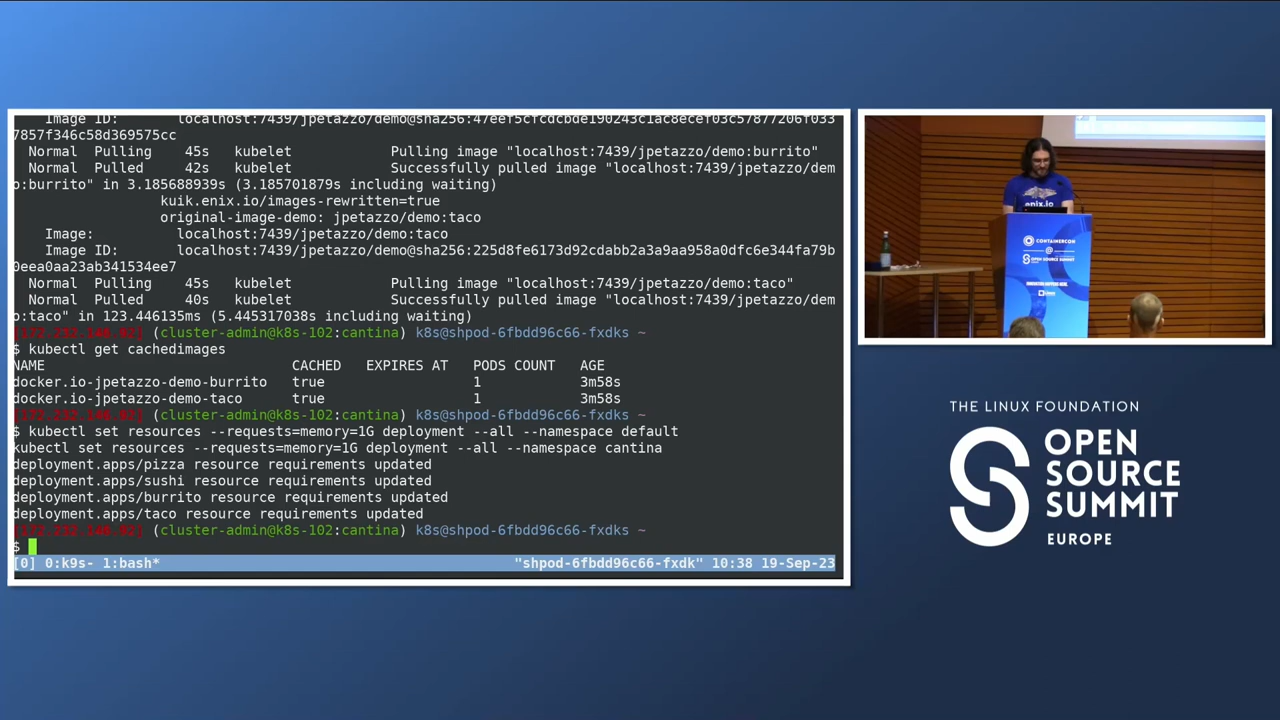 Image ID: localhost:7439/jpetazzo/demo@sha256:47eef5cfcdcbde190243c1ac8ecef03c57877206f033
7857f346c58d369575cc
Normal Pulling 45s kubelet Pulling image "localhost:7439/jpetazzo/demo:burrito"
Normal Pulled 42s kubelet Successfully pulled image "localhost:7439/jpetazzo/dem
o:burrito" in 3.185688939s (3.185701879s including waiting)
kuik.enix.io/images-rewritten=true
original-image-demo: jpetazzo/demo:taco
Image: localhost:7439/jpetazzo/demo:taco
Image ID: localhost:7439/jpetazzo/demo@sha256:225d8fe6173d92cdabb2a3a9aa958a0dfc6e344fa79b
0eea0aa23ab341534ee7
Normal Pulling 45s kubelet Pulling image "localhost:7439/jpetazzo/demo:taco"
Normal Pulled 40s kubelet Successfully pulled image "localhost:7439/jpetazzo/dem
o:taco" in 123.446135ms (5.445317038s including waiting)
(cluster-admin@k8s-102:cantina) k8s@shpod-6fbdd96c66-fxdks ~
$ kubectl get cachedimages
NAME CACHED EXPIRES AT PODS COUNT AGE
docker.io-jpetazzo-demo-burrito true 1 3m58s
docker.io-jpetazzo-demo-taco true 1 3m58s
(cluster-admin@k8s-102:cantina) k8s@shpod-6fbdd96c66-fxdks ~
$ kubectl set resources --requests=memory=1G deployment --all --namespace default
kubectl set resources --requests=memory=1G deployment --all --namespace cantina
deployment.apps/pizza resource requirements updated
deployment.apps/sushi resource requirements updated
deployment.apps/burrito resource requirements updated
deployment.apps/taco resource requirements updated
(cluster-admin@k8s-102:cantina) k8s@shpod-6fbdd96c66-fxdks ~
$
[0] 0:k9s- 1:bash* "shpod-6fbdd96c66-fxdk" 10:38 19-Sep-23
enix.io
CONTAINERCON
@
OPEN SOURCE SUMMIT
THE LINUX FOUNDATION
OPEN
SOURCE
SUMMIT
EUROPE